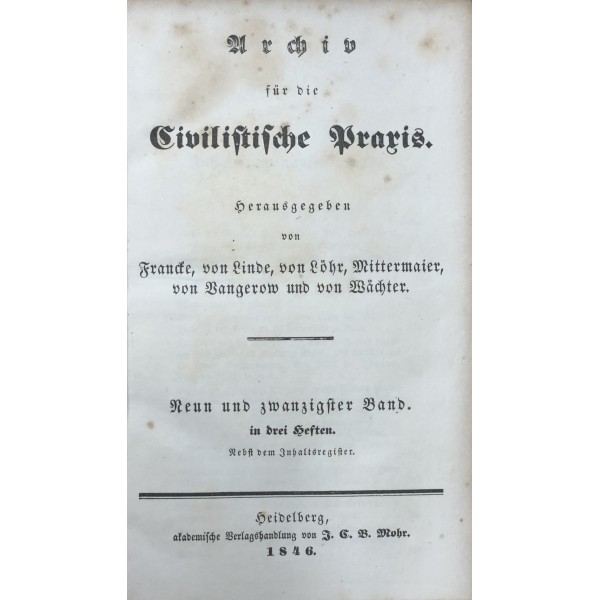 Archiv
für die
Civilistische Praxis.
Herausgegeben
von
Francke, von Linde, von Löhr, Mittermaier,
von Vangerow und von Wächter.
Neun und zwanzigster Band.
in drei Heften.
Nebst dem Inhaltsregister.
Heidelberg,
akademische Verlagshandlung von J. C. B. Mohr.
1846.